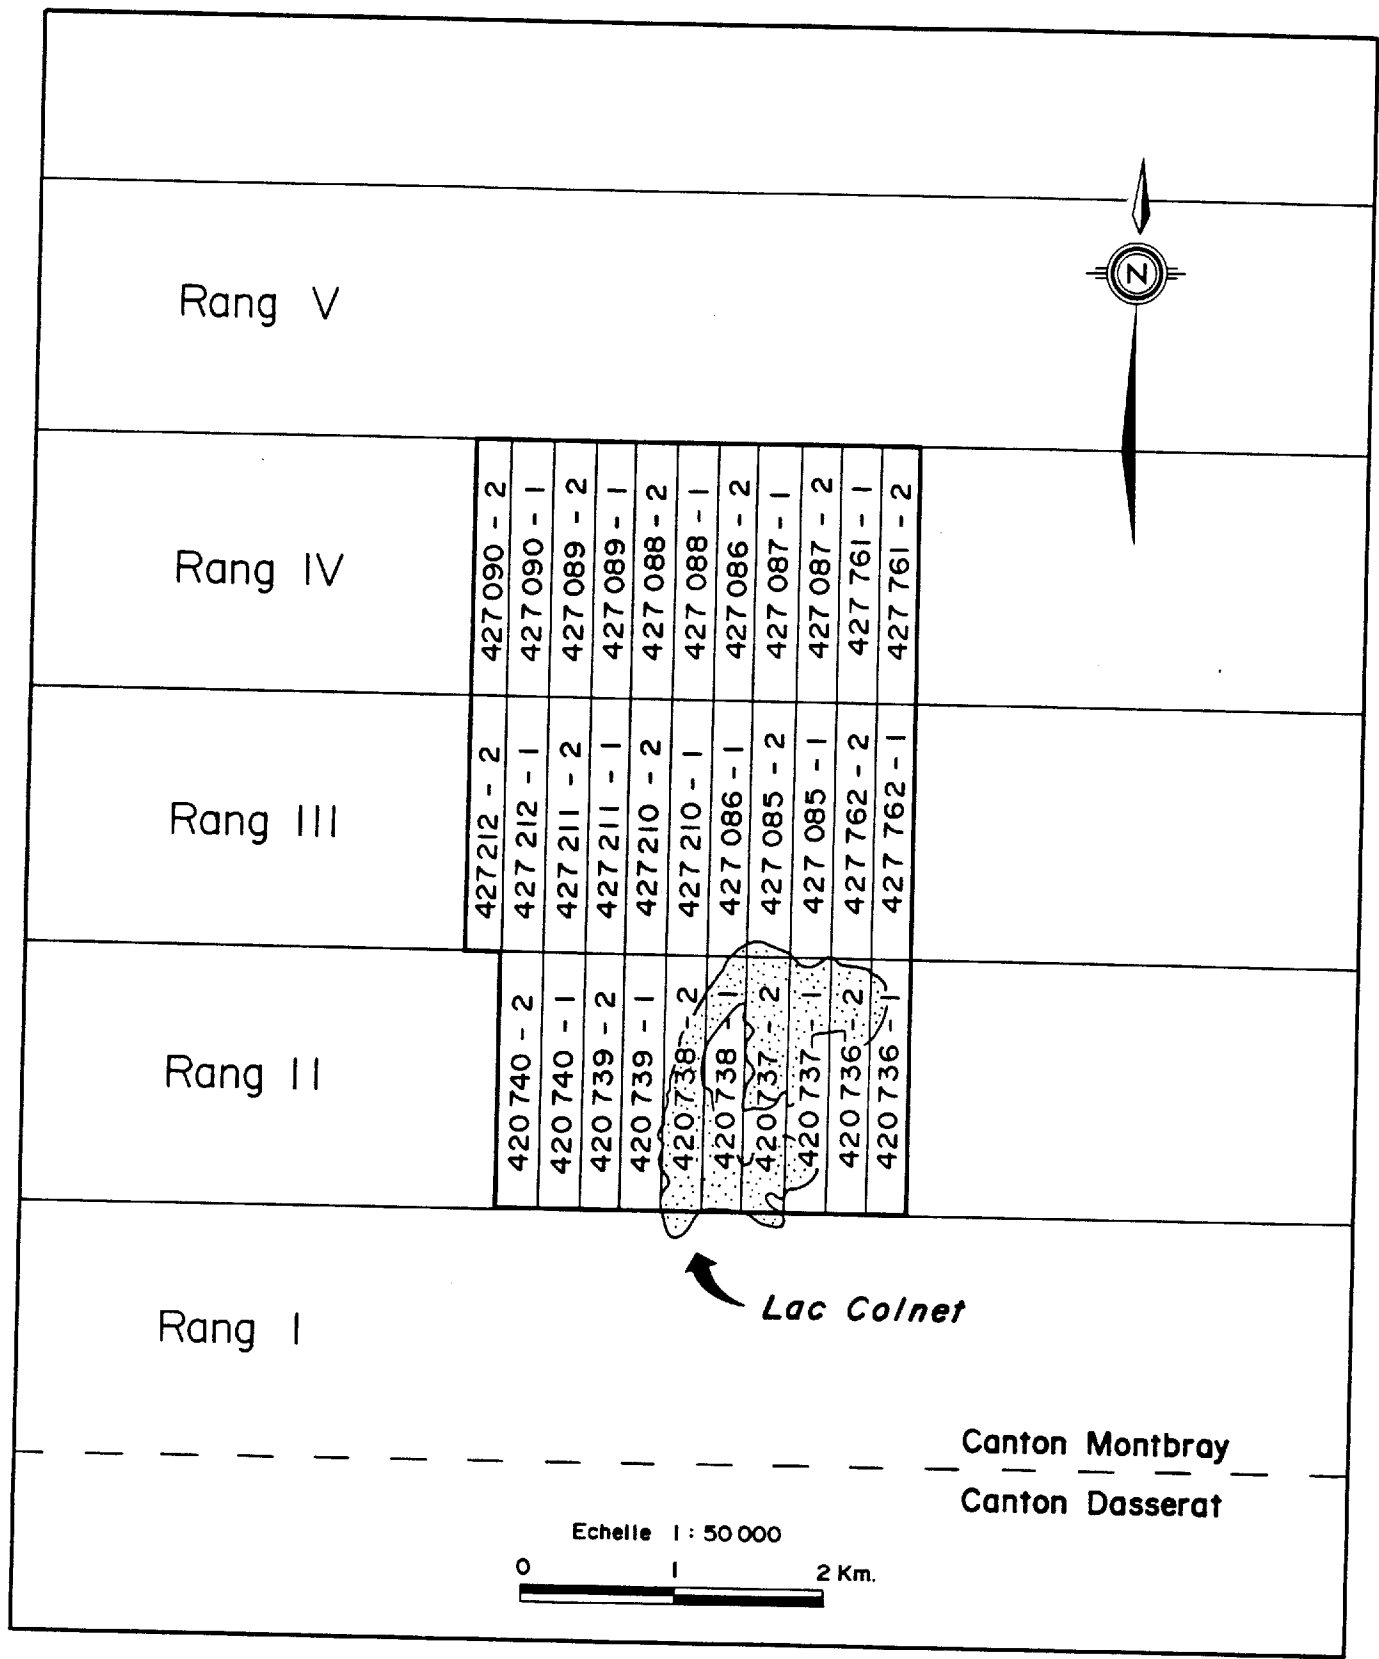 Rang V
N
Rang IV
427 090 - 2
427 090 - 1
427 089 - 2
427 089 - 1
427 088 - 2
427 088 - 1
427 086 - 2
427 087 - 1
427 087 - 2
427 761 - 1
427 761 - 2
Rang III
427 212 - 2
427 212 - 1
427 211 - 2
427 211 - 1
427 210 - 2
427 210 - 1
427 086 - 1
427 085 - 2
427 085 - 1
427 762 - 2
427 762 - 1
Rang II
420 740 - 2
420 740 - 1
420 739 - 2
420 739 - 1
420 738 - 2
420 738 - 1
420 737 - 2
420 737 - 1
420 736 - 2
420 736 - 1
Lac Colnet
Rang I
Canton Montbray
Canton Dasserat
Echelle 1 : 50 000
0 1 2 Km.